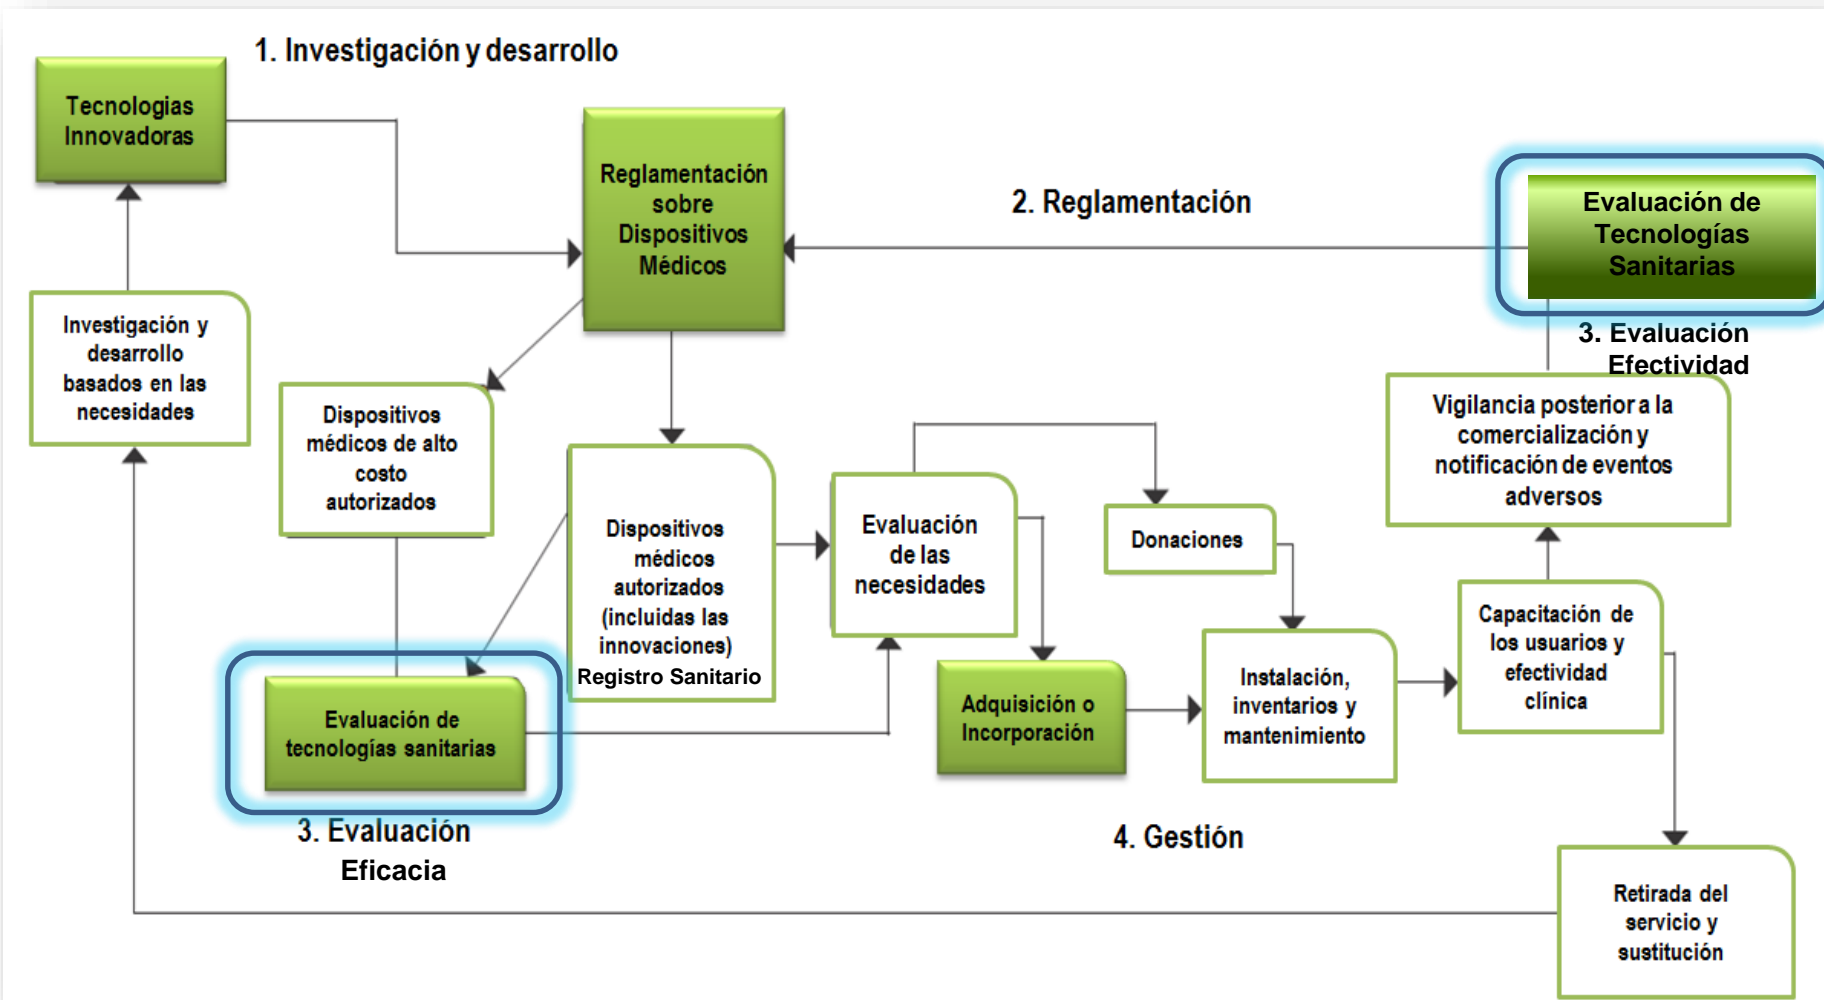 1. Investigación y desarrollo
Tecnologias
Innovadoras
Reglamentación
sobre
Dispositivos
Médicos
2. Reglamentación
Evaluación de
Tecnologías
Sanitarias
3. Evaluación
Efectividad
Investigación y
desarrollo
basados en las
necesidades
Dispositivos
médicos de alto
costo
autorizados
Dispositivos
médicos
autorizados
(incluidas las
innovaciones)
Registro Sanitario
Evaluación
de las
necesidades
Donaciones
Vigilancia posterior a la
comercialización y
notificación de eventos
adversos
Evaluación de
tecnologías sanitarias
3. Evaluación
Eficacia
Adquisición o
Incorporación
Instalación,
inventarios y
mantenimiento
Capacitación de
los usuarios y
efectividad
clínica
4. Gestión
Retirada del
servicio y
sustitución